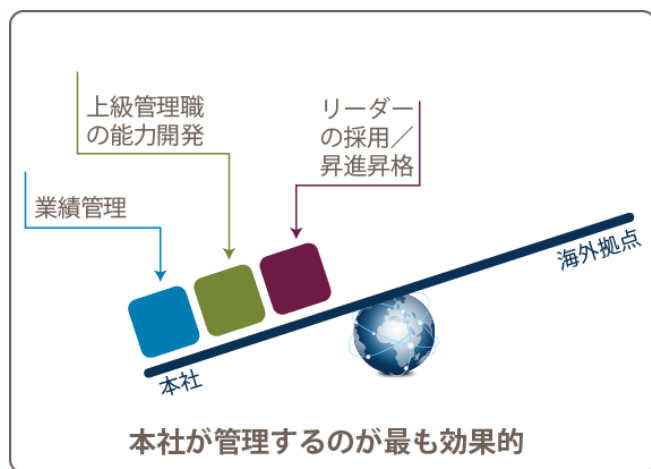 上級管理職
の能力開発
リーダー
の採用／
昇進昇格
業績管理
海外拠点
本社
本社が管理するのが最も効果的